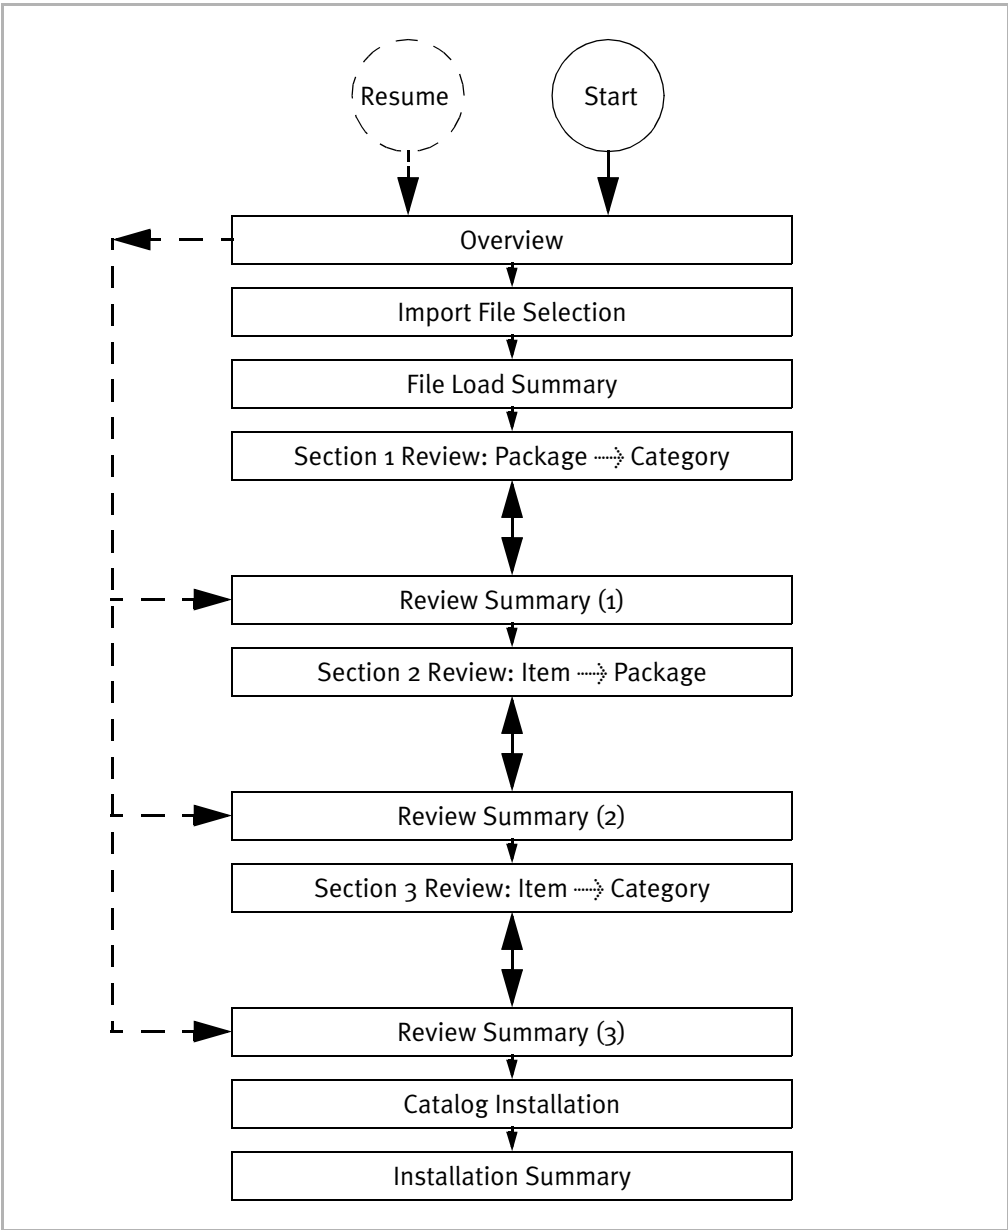 Resume
Start
Overview
Import File Selection
File Load Summary
Section 1 Review: Package ⟶ Category
Review Summary (1)
Section 2 Review: Item ⟶ Package
Review Summary (2)
Section 3 Review: Item ⟶ Category
Review Summary (3)
Catalog Installation
Installation Summary